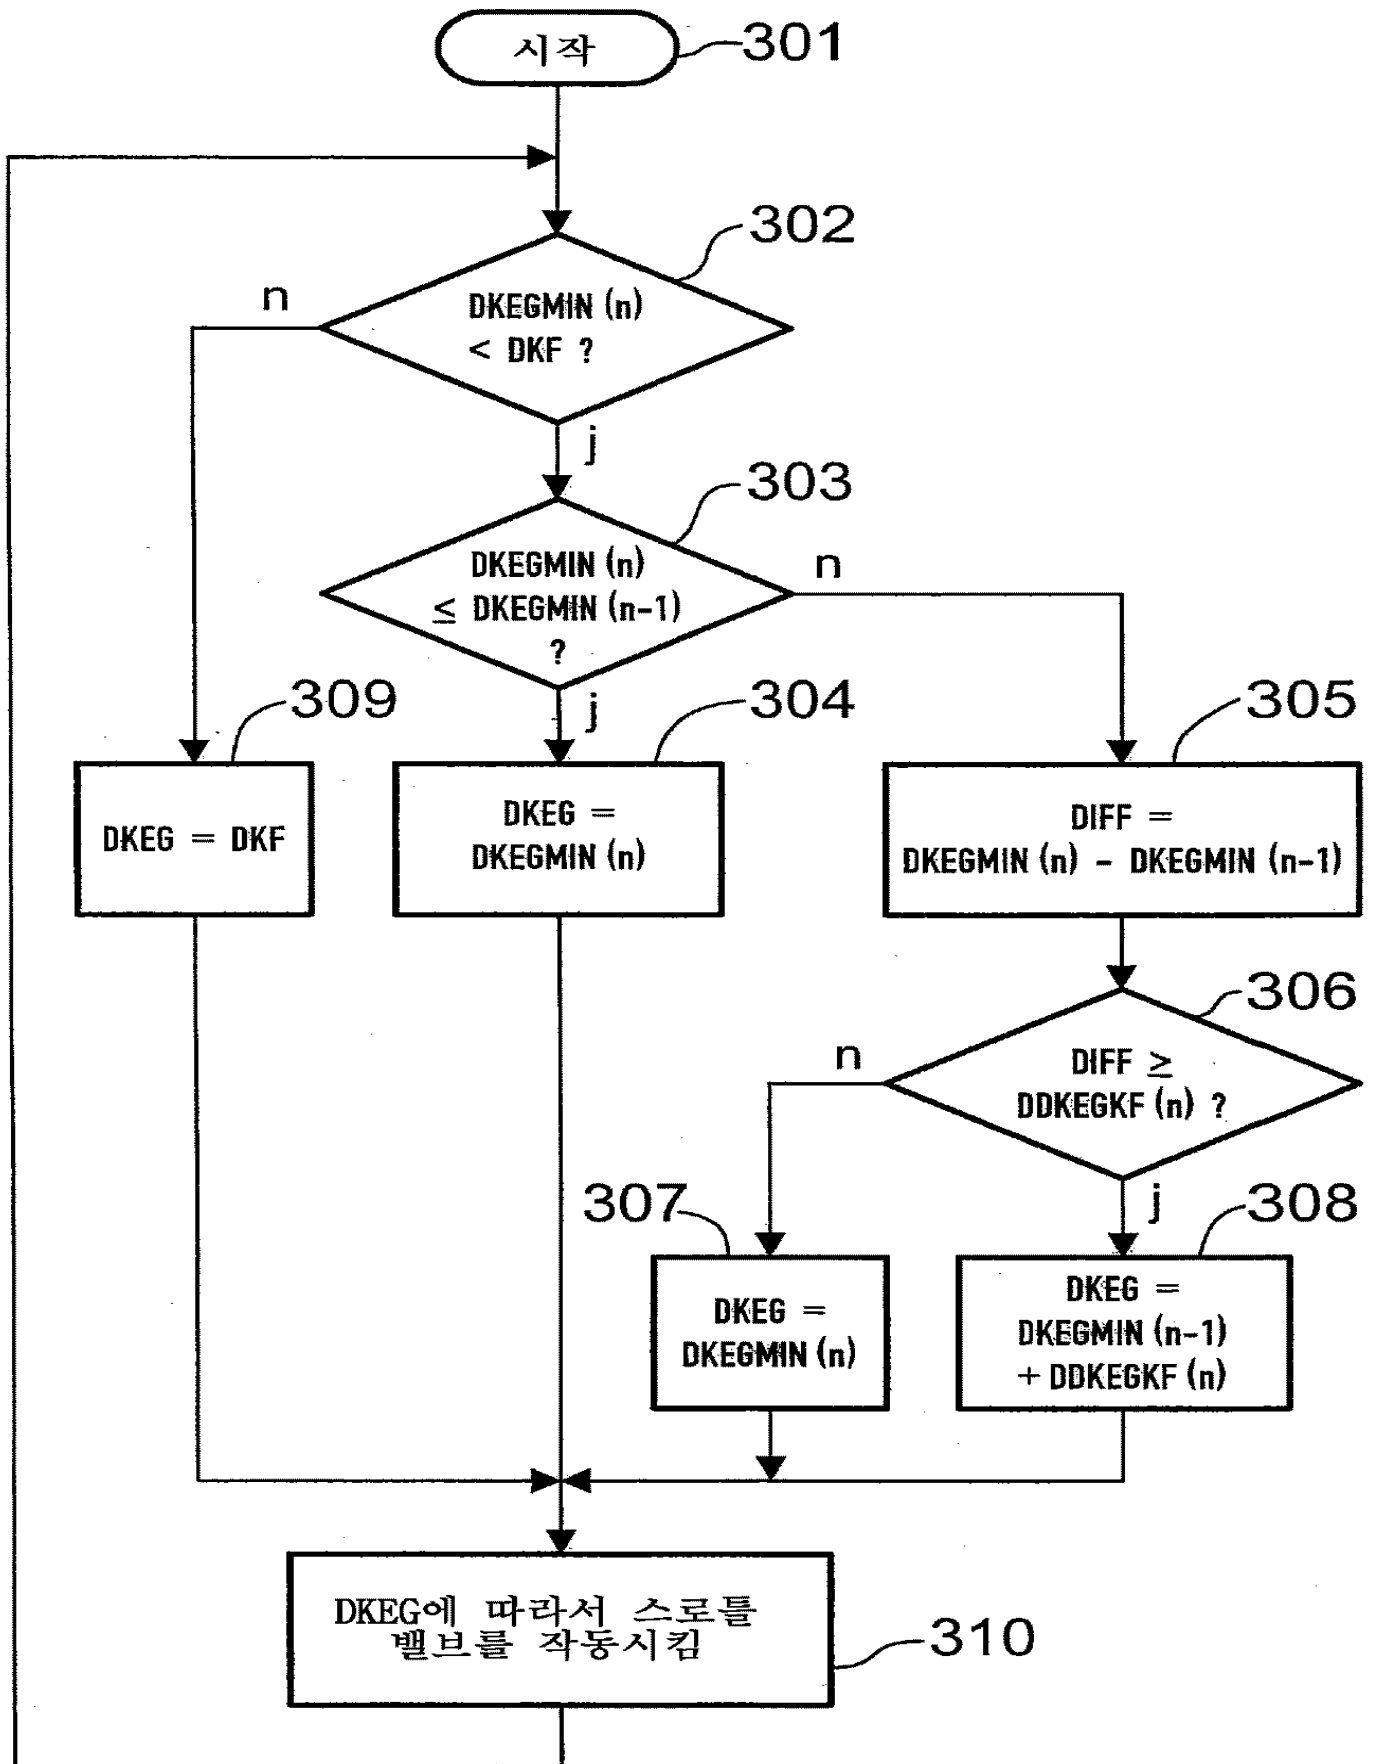 시작
301
302
n
DKEGMIN (n)
< DKF ?
j
303
DKEGMIN (n)
≤ DKEGMIN (n-1)
?
n
j
309
304
305
DKEG = DKF
DKEG =
DKEGMIN (n)
DIFF =
DKEGMIN (n) - DKEGMIN (n-1)
306
n
DIFF ≥
DDKEGKF (n) ?
j
307
308
DKEG =
DKEGMIN (n)
DKEG =
DKEGMIN (n-1)
+ DDKEGKF (n)
DKEG에 따라서 스로틀
밸브를 작동시킴
310